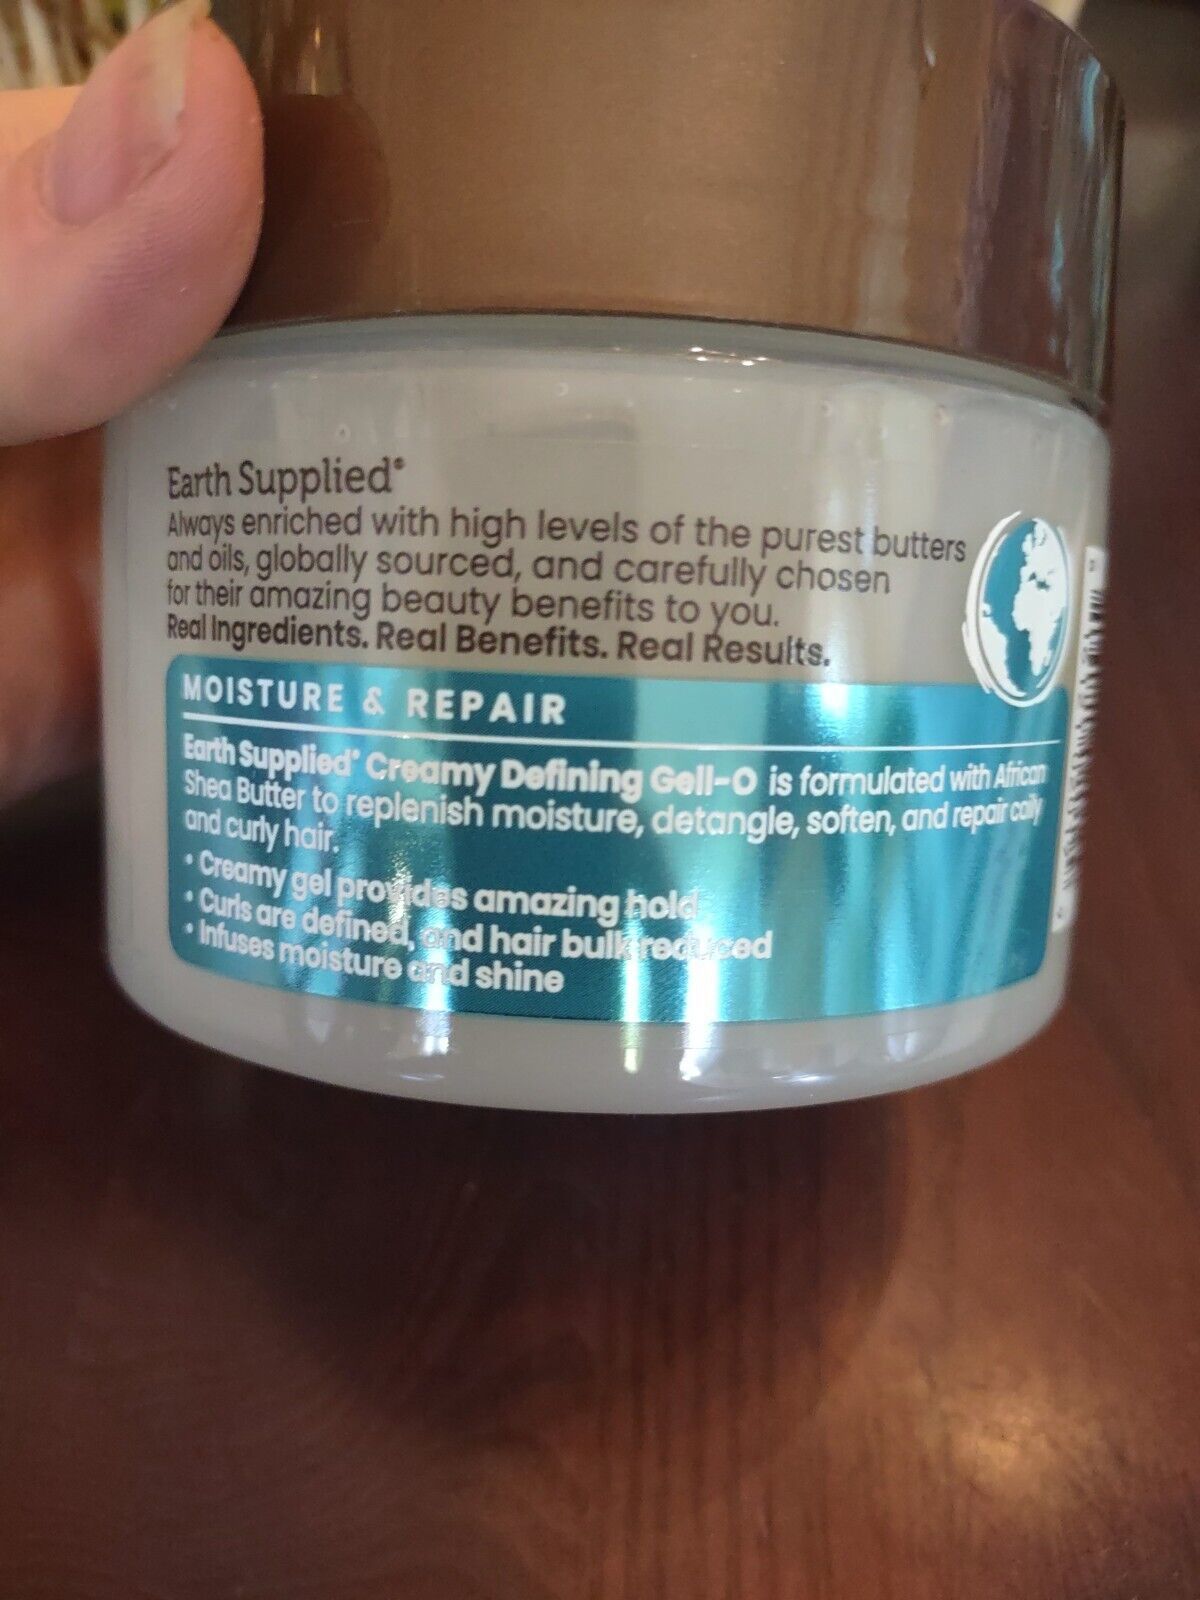 Earth Supplied®
Always enriched with high levels of the purest butters
and oils, globally sourced, and carefully chosen
for their amazing beauty benefits to you.
Real Ingredients. Real Benefits. Real Results.
MOISTURE & REPAIR
Earth Supplied® Creamy Defining Gell-O is formulated with African
Shea Butter to replenish moisture, detangle, soften, and repair coily
and curly hair.
• Creamy gel provides amazing hold
• Curls are defined, and hair bulk reduced
• Infuses moisture and shine